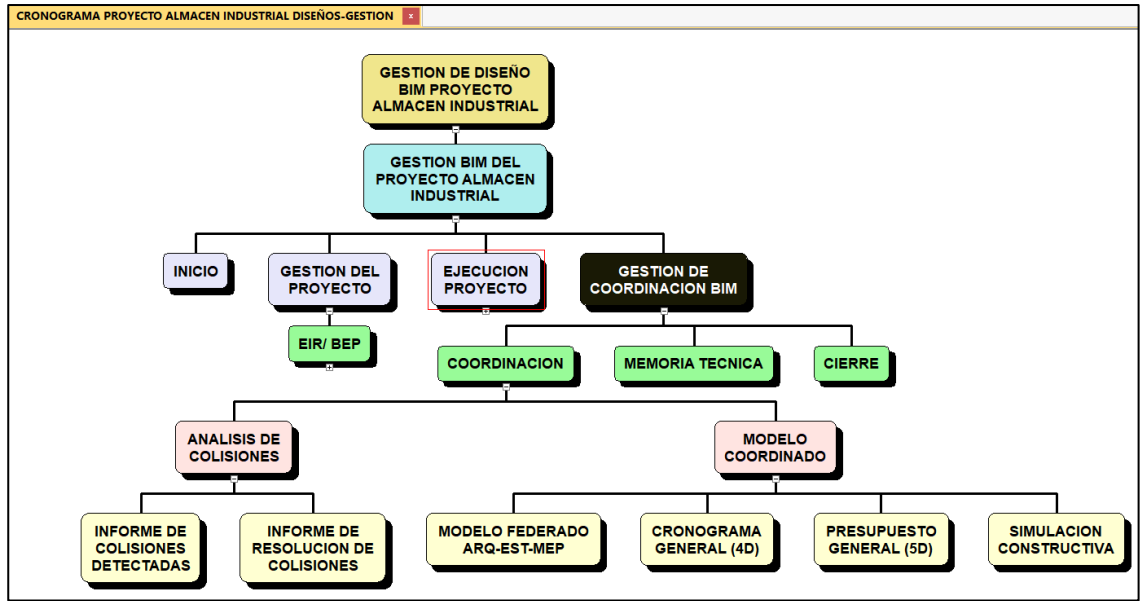 CRONOGRAMA PROYECTO ALMACEN INDUSTRIAL DISEÑOS-GESTION x
GESTION DE DISEÑO
BIM PROYECTO
ALMACEN INDUSTRIAL
GESTION BIM DEL
PROYECTO ALMACEN
INDUSTRIAL
INICIO
GESTION DEL
PROYECTO
EJECUCION
PROYECTO
GESTION DE
COORDINACION BIM
EIR/ BEP
COORDINACION
MEMORIA TECNICA
CIERRE
ANALISIS DE
COLISIONES
MODELO
COORDINADO
INFORME DE
COLISIONES
DETECTADAS
INFORME DE
RESOLUCION DE
COLISIONES
MODELO FEDERADO
ARQ-EST-MEP
CRONOGRAMA
GENERAL (4D)
PRESUPUESTO
GENERAL (5D)
SIMULACION
CONSTRUCTIVA